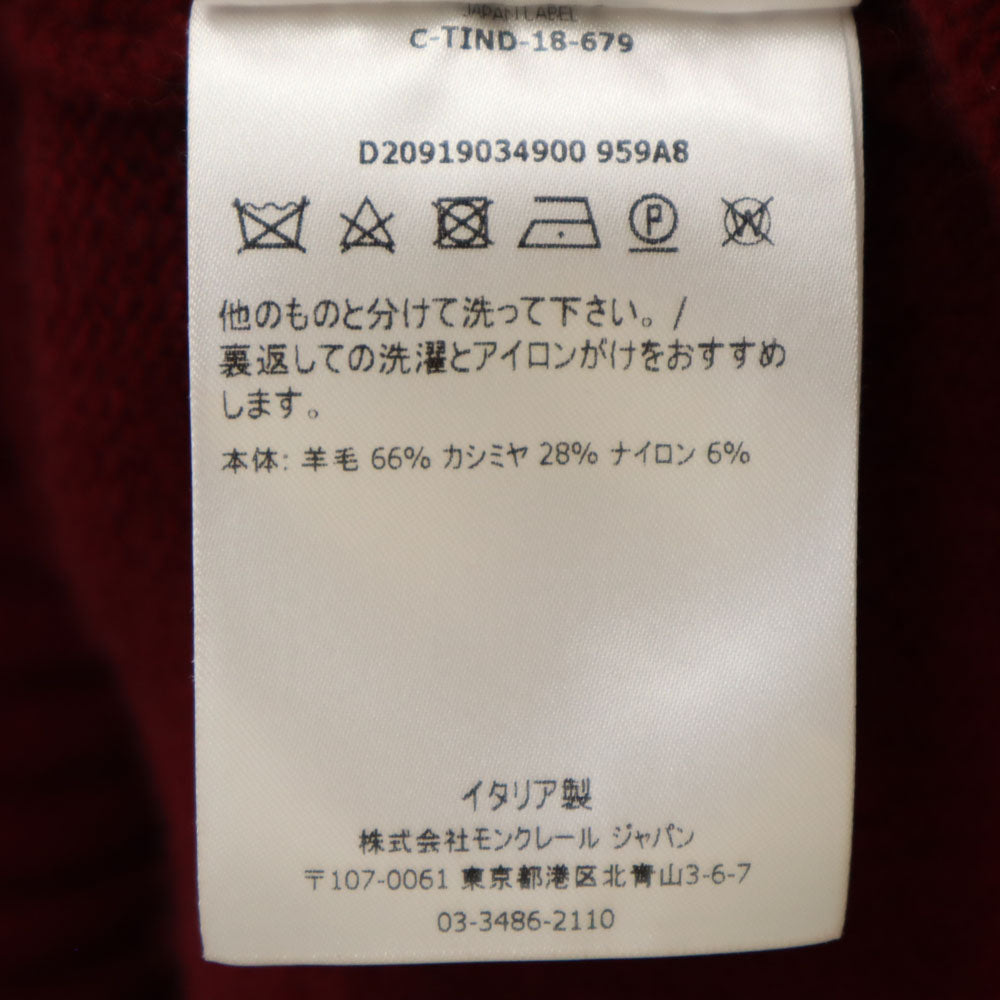 JAPAN LABEL
C-TIND-18-679
D20919034900 959A8
P W
他のものと分けて洗って下さい。/
裏返しての洗濯とアイロンがけをおすすめ
します。
本体: 羊毛 66% カシミヤ 28% ナイロン 6%
イタリア製
株式会社モンクレール ジャパン
〒107-0061 東京都港区北青山3-6-7
03-3486-2110